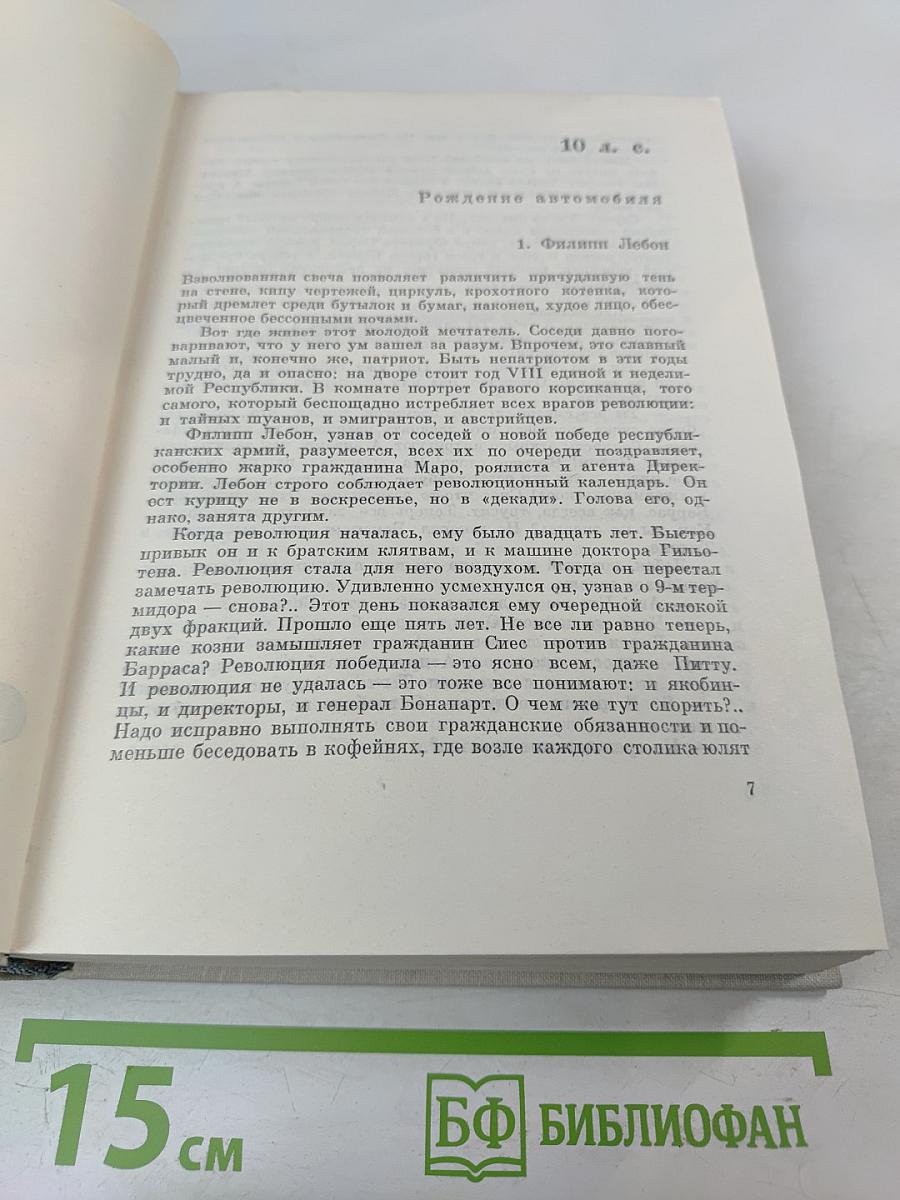 10 л. с.
Рождение автомобиля
1. Филипп Лебон
Взволнованная свеча позволяет различить причудливую тень
на стене, кипу чертежей, циркуль, крохотного котенка, кото-
рый дремлет среди бутылок и бумаг, наконец, худое лицо, обес-
цвеченное бессонными ночами.
Вот где живет этот молодой мечтатель. Соседи давно пого-
варивают, что у него ум зашел за разум. Впрочем, это славный
малый и, конечно же, патриот. Быть непатриотом в эти годы
трудно, да и опасно: на дворе стоит год VIII единой и недели-
мой Республики. В комнате портрет бравого корсиканца, того
самого, который беспощадно истребляет всех врагов революции:
и тайных шуанов, и эмигрантов, и австрийцев.
Филипп Лебон, узнав от соседей о новой победе республи-
канских армий, разумеется, всех их по очереди поздравляет,
особенно жарко гражданина Маро, роялиста и агента Дирек-
тории. Лебон строго соблюдает революционный календарь. Он
ест курицу не в воскресенье, но в «декади». Голова его, од-
нако, занята другим.
Когда революция началась, ему было двадцать лет. Быстро
привык он и к братским клятвам, и к машине доктора Гильо-
тена. Революция стала для него воздухом. Тогда он перестал
замечать революцию. Удивленно усмехнулся он, узнав о 9-м тер-
мидора — снова?.. Этот день показался ему очередной склокой
двух фракций. Прошло еще пять лет. Не все ли равно теперь,
какие козни замышляет гражданин Сиес против гражданина
Барраса? Революция победила — это ясно всем, даже Питту.
И революция не удалась — это тоже все понимают: и якобин-
цы, и директоры, и генерал Бонапарт. О чем же тут спорить?..
Надо исправно выполнять свои гражданские обязанности и по-
меньше беседовать в кофейнях, где возле каждого столика юлят
7
15 см
БФ БИБЛИОФАН